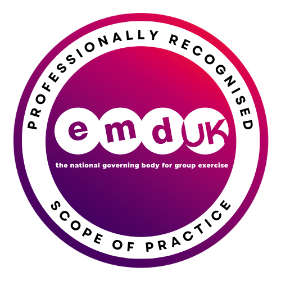 PROFESSIONALLY RECOGNISED
emdUK
the national governing body for group exercise
SCOPE OF PRACTICE